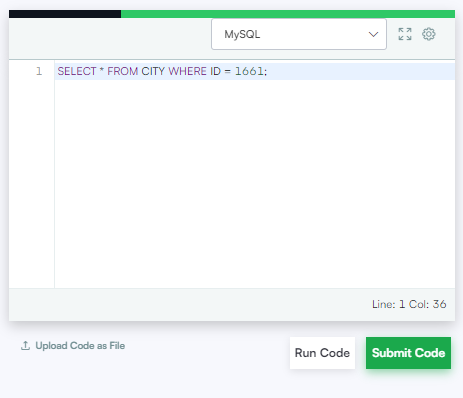 MySQL
1 SELECT * FROM CITY WHERE ID = 1661;
Line: 1 Col: 36
Upload Code as File
Run Code
Submit Code